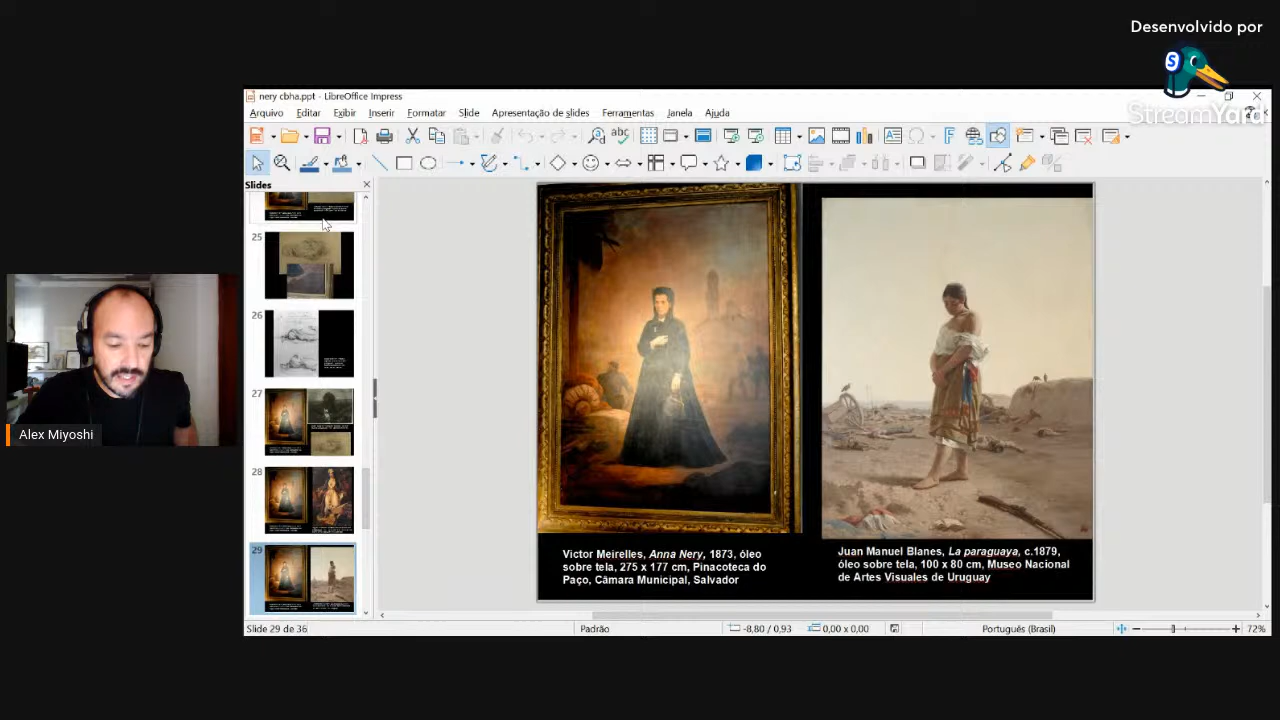 Desenvolvido por
StreamYard
nery cbha.ppt - LibreOffice Impress
Arquivo Editar Exibir Inserir Formatar Slide Apresentação de slides Ferramentas Janela Ajuda
Slides
25
26
27
28
29
Alex Miyoshi
Victor Meirelles, Anna Nery, 1873, óleo
sobre tela, 275 x 177 cm, Pinacoteca do
Paço, Câmara Municipal, Salvador
Juan Manuel Blanes, La paraguaya, c.1879,
óleo sobre tela, 100 x 80 cm, Museo Nacional
de Artes Visuales de Uruguay
Slide 29 de 36 Padrão -8,80 / 0,93 0,00 x 0,00 Português (Brasil) 72%